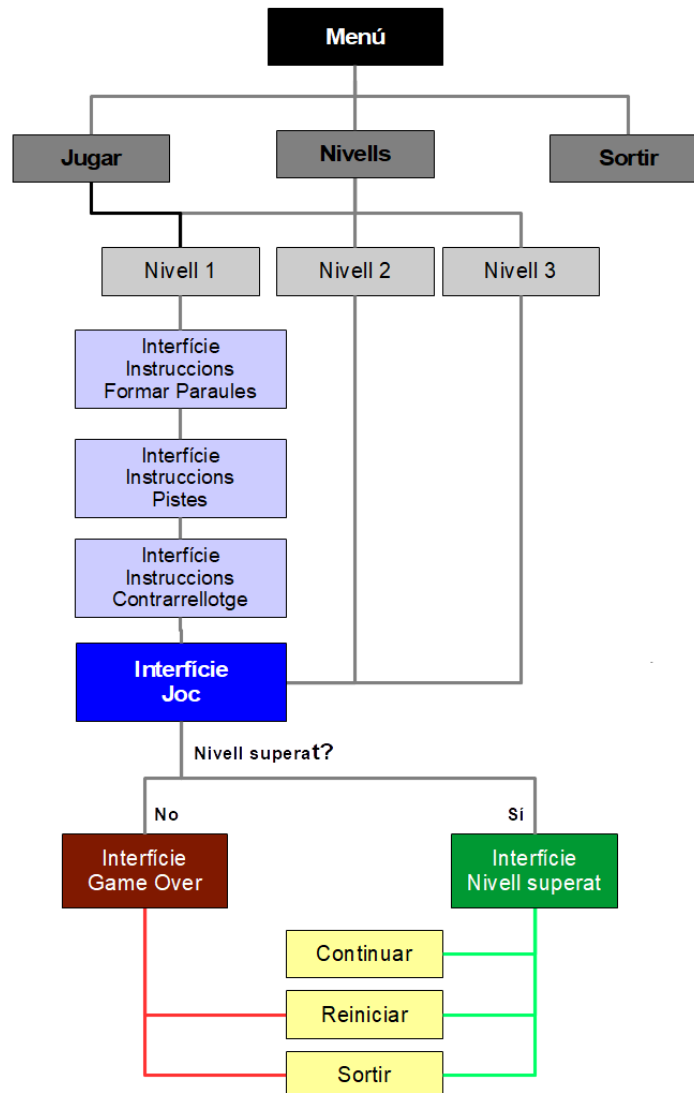 Menú
Jugar
Nivells
Sortir
Nivell 1
Nivell 2
Nivell 3
Interfície
Instruccions
Formar Paraules
Interfície
Instruccions
Pistes
Interfície
Instruccions
Contrarrellotge
Interfície
Joc
Nivell superat?
No
Sí
Interfície
Game Over
Interfície
Nivell superat
Continuar
Reiniciar
Sortir